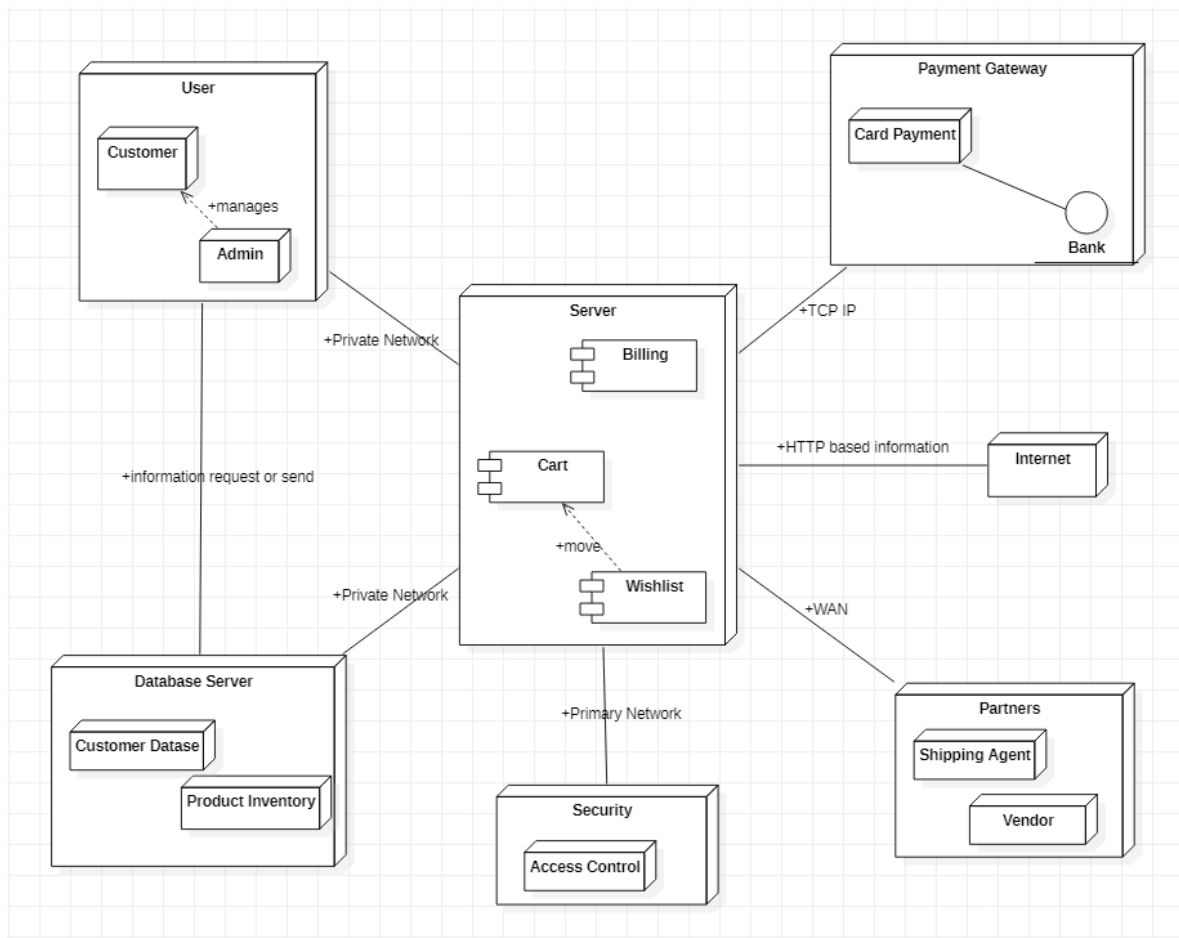 User
Customer
+manages
Admin
Payment Gateway
Card Payment
Bank
+Private Network
+TCP IP
Server
Billing
Cart
+move
Wishlist
+HTTP based information
Internet
+information request or send
+Private Network
+WAN
Database Server
Customer Datase
Product Inventory
+Primary Network
Security
Access Control
Partners
Shipping Agent
Vendor